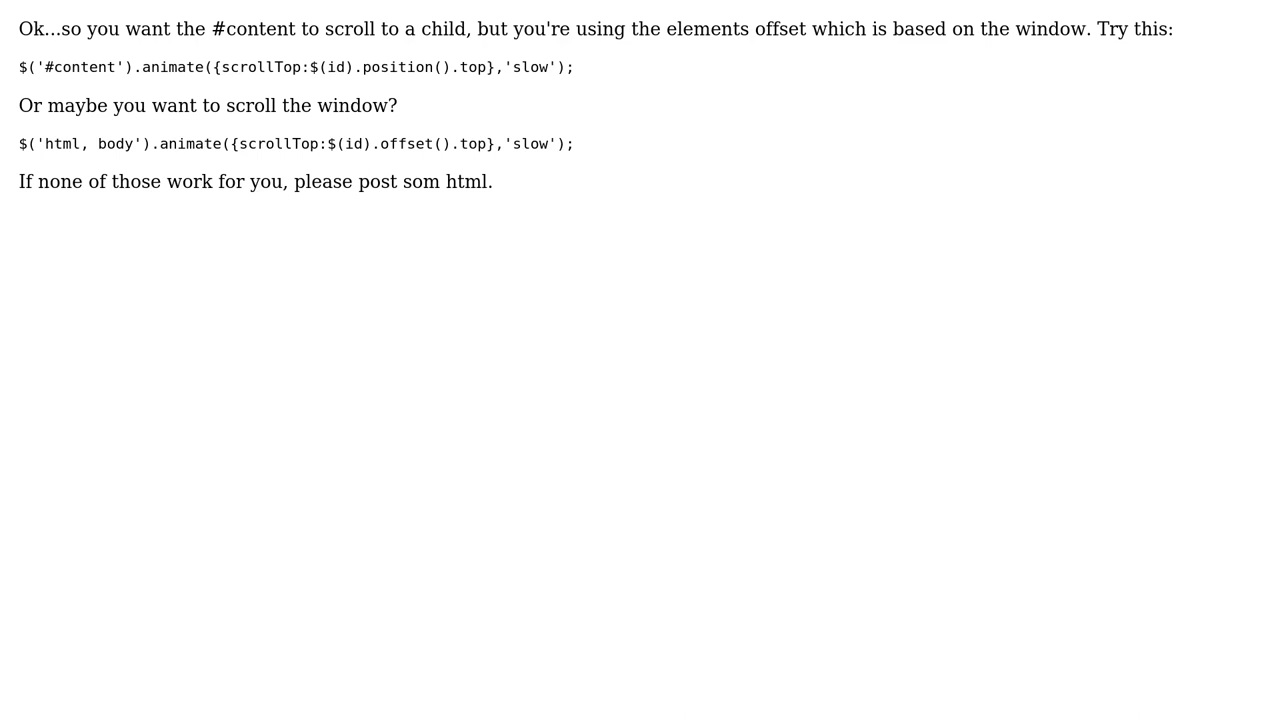 Ok...so you want the #content to scroll to a child, but you're using the elements offset which is based on the window. Try this:
$('#content').animate({scrollTop:$(id).position().top},'slow');
Or maybe you want to scroll the window?
$('html, body').animate({scrollTop:$(id).offset().top},'slow');
If none of those work for you, please post som html.